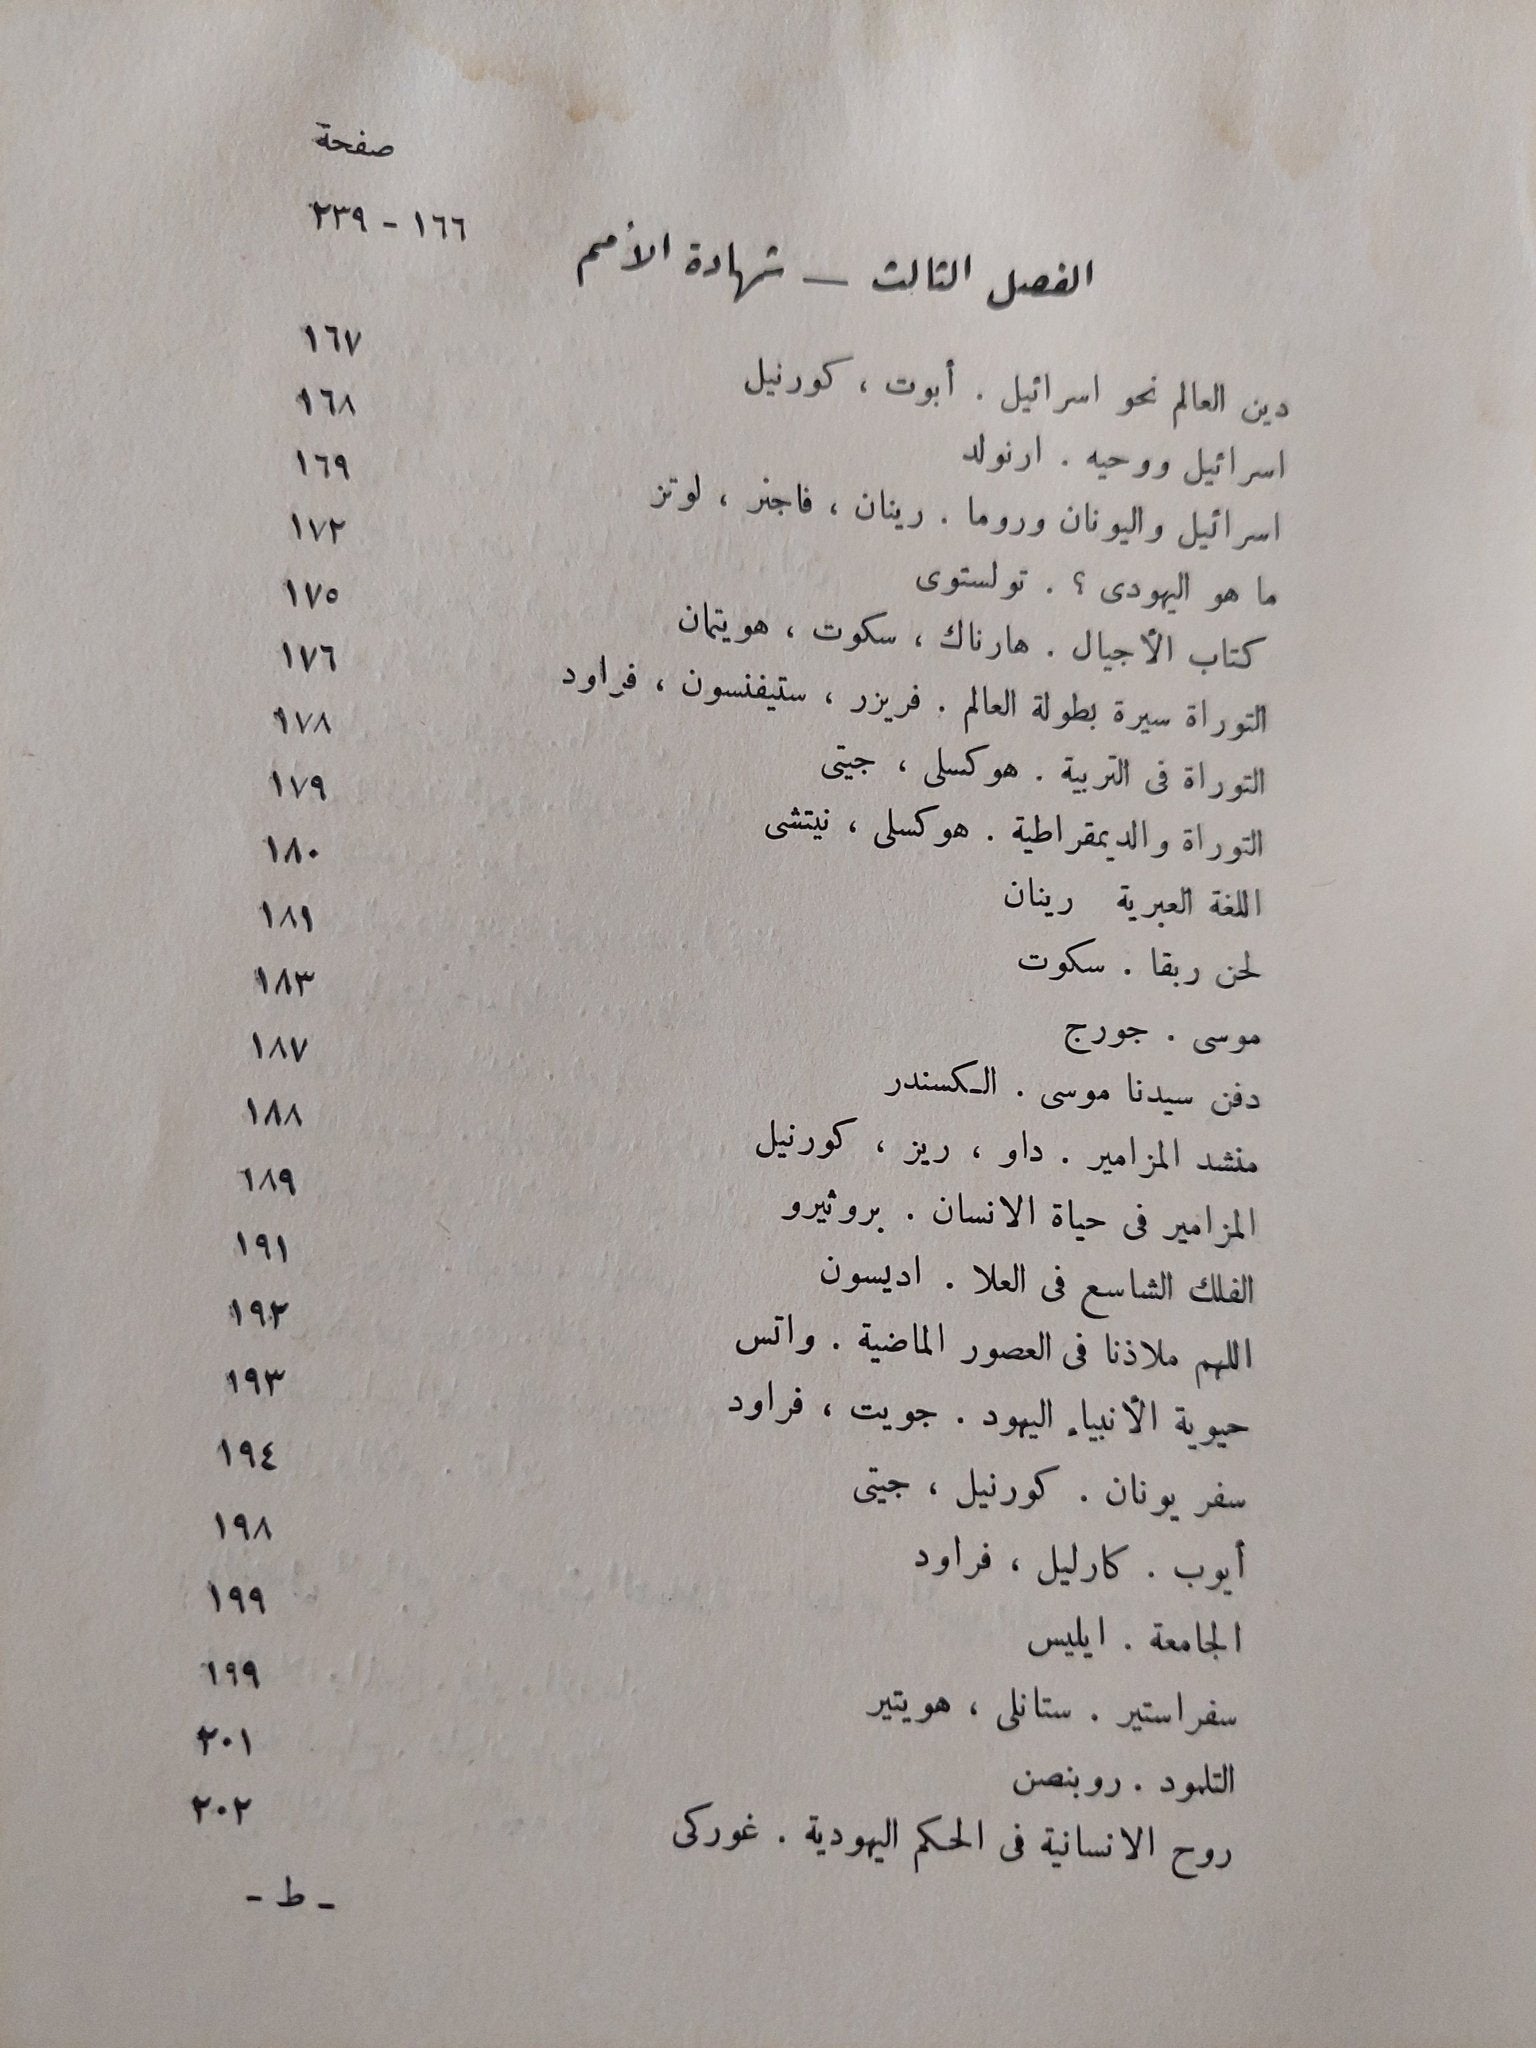 صفحة
الفصل الثالث — شهادة الأمم ١٦٦ - ٢٣٩
دين العالم نحو اسرائيل . أبوت ، كورنيل ١٦٧
اسرائيل ووحيه . ارنولد ١٦٨
اسرائيل واليونان وروما . رينان ، فاجنر ، لوتز ١٦٩
ما هو اليهودى ؟ . تولستوى ١٧٢
كتاب الأجيال . هارناك ، سكوت ، هويتمان ١٧٥
التوراة سيرة بطولة العالم . فريزر ، ستيفنسون ، فراود ١٧٦
التوراة فى التربية . هوكسلى ، جيتى ١٧٨
التوراة والديمقراطية . هوكسلى ، نيتشى ١٧٩
اللغة العبرية رينان ١٨٠
لحن ربقا . سكوت ١٨١
موسى . جورج ١٨٣
دفن سيدنا موسى . الكسندر ١٨٧
منشد المزامير . داو ، ريز ، كورنيل ١٨٨
المزامير فى حياة الانسان . بروثيرو ١٨٩
الفلك الشاسع فى العلا . اديسون ١٩١
اللهم ملاذنا فى العصور الماضية . واتس ١٩٢
حيوية الأنبياء اليهود . جويت ، فراود ١٩٣
سفر يونان . كورنيل ، جيتى ١٩٤
أيوب . كارليل ، فراود ١٩٨
الجامعة . ايليس ١٩٩
سفر استير . ستانلى ، هويتير ١٩٩
التلمود . روبنصن ٢٠١
روح الانسانية فى الحكم اليهودية . غوركى ٢٠٢
- ط -